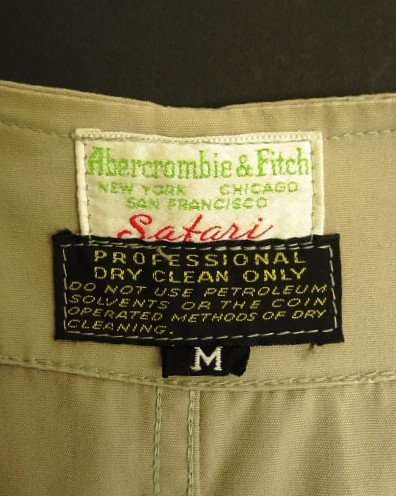 Abercrombie & Fitch
NEW YORK CHICAGO
SAN FRANCISCO
Safari
PROFESSIONAL
DRY CLEAN ONLY
DO NOT USE PETROLEUM
SOLVENTS OR THE COIN
OPERATED METHODS OF DRY
CLEANING.
M